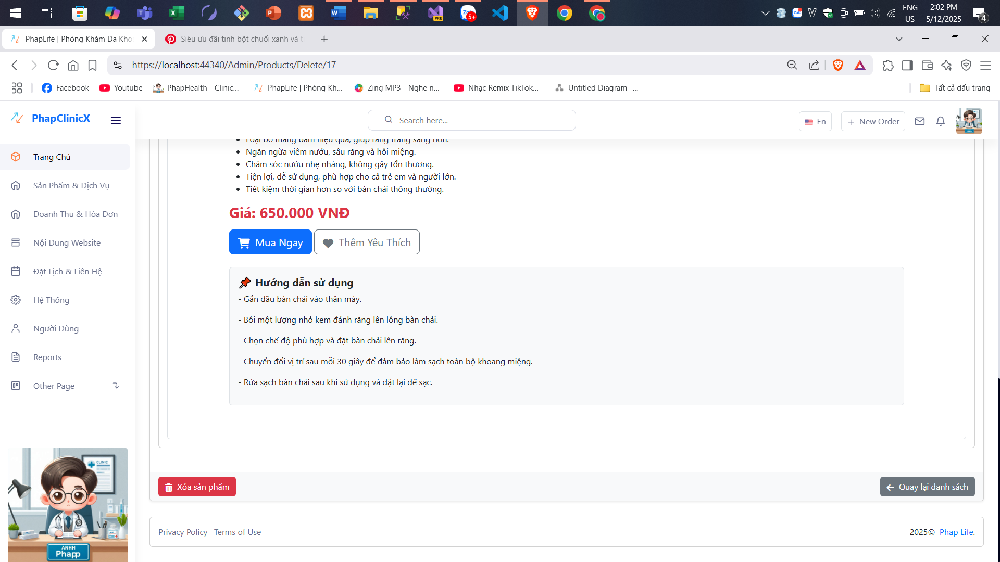 ENG
US
2:02 PM
5/12/2025
4
5+
PhapLife | Phòng Khám Đa Kho
Siêu ưu đãi tinh bột chuối xanh và ti
https://localhost:44340/Admin/Products/Delete/17
Facebook
Youtube
PhapHealth - Clinic...
PhapLife | Phòng Kh...
Zing MP3 - Nghe n...
Nhạc Remix TikTok...
Untitled Diagram -...
Tất cả dấu trang
PhapClinicX
Search here...
En
New Order
Trang Chủ
Sản Phẩm & Dịch Vụ
Doanh Thu & Hóa Đơn
Nội Dung Website
Đặt Lịch & Liên Hệ
Hệ Thống
Người Dùng
Reports
Other Page
CLINIC
ANHH
Phapp
Loại bỏ mảng bám hiệu quả, giúp răng trắng sáng hơn.
Ngăn ngừa viêm nướu, sâu răng và hôi miệng.
Chăm sóc nướu nhẹ nhàng, không gây tổn thương.
Tiện lợi, dễ sử dụng, phù hợp cho cả trẻ em và người lớn.
Tiết kiệm thời gian hơn so với bàn chải thông thường.
Giá: 650.000 VNĐ
Mua Ngay
Thêm Yêu Thích
Hướng dẫn sử dụng
- Gắn đầu bàn chải vào thân máy.
- Bôi một lượng nhỏ kem đánh răng lên lông bàn chải.
- Chọn chế độ phù hợp và đặt bàn chải lên răng.
- Chuyển đổi vị trí sau mỗi 30 giây để đảm bảo làm sạch toàn bộ khoang miệng.
- Rửa sạch bàn chải sau khi sử dụng và đặt lại đế sạc.
Xóa sản phẩm
Quay lại danh sách
Privacy Policy
Terms of Use
2025© Phap Life.